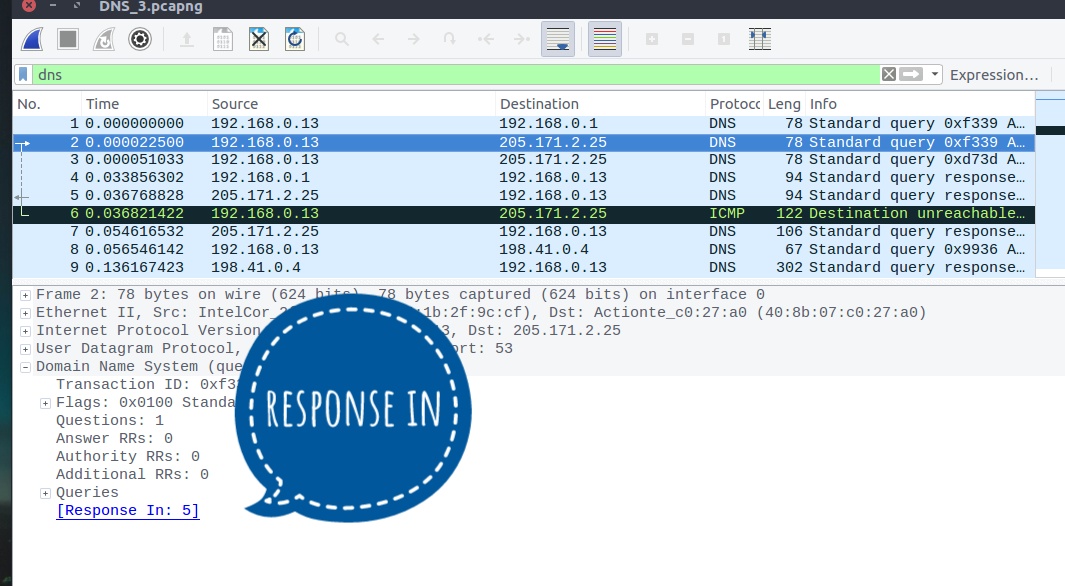 DNS_3.pcapng
dns
Expression…
No. Time Source Destination Protoco Leng Info
1 0.000000000 192.168.0.13 192.168.0.1 DNS 78 Standard query 0xf339 A…
2 0.000022500 192.168.0.13 205.171.2.25 DNS 78 Standard query 0xf339 A…
3 0.000051033 192.168.0.13 205.171.2.25 DNS 78 Standard query 0xd73d A…
4 0.033856302 192.168.0.1 192.168.0.13 DNS 94 Standard query response…
5 0.036768828 205.171.2.25 192.168.0.13 DNS 94 Standard query response…
6 0.036821422 192.168.0.13 205.171.2.25 ICMP 122 Destination unreachable…
7 0.054616532 205.171.2.25 192.168.0.13 DNS 106 Standard query response…
8 0.056546142 192.168.0.13 198.41.0.4 DNS 67 Standard query 0x9936 A…
9 0.136167423 198.41.0.4 192.168.0.13 DNS 302 Standard query response…
Frame 2: 78 bytes on wire (624 bits), 78 bytes captured (624 bits) on interface 0
Ethernet II, Src: IntelCor_ :1b:2f:9c:cf), Dst: Actionte_c0:27:a0 (40:8b:07:c0:27:a0)
Internet Protocol Version 3, Dst: 205.171.2.25
User Datagram Protocol, ort: 53
Domain Name System (que
Transaction ID: 0xf3
Flags: 0x0100 Standa
Questions: 1
Answer RRs: 0
Authority RRs: 0
Additional RRs: 0
Queries
[Response In: 5]
RESPONSE IN